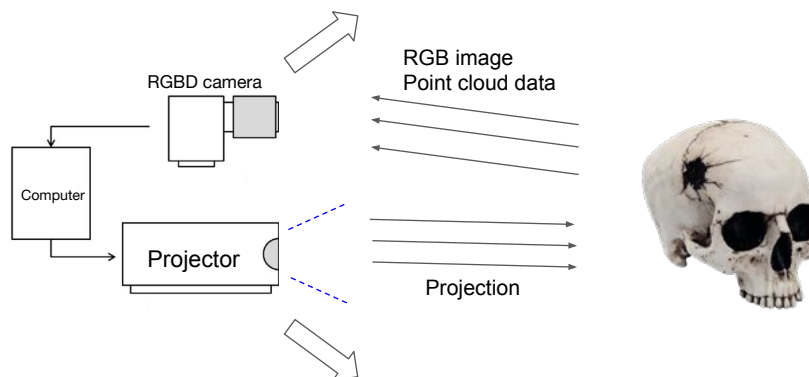 RGB image
Point cloud data
RGBD camera
Computer
Projector
Projection